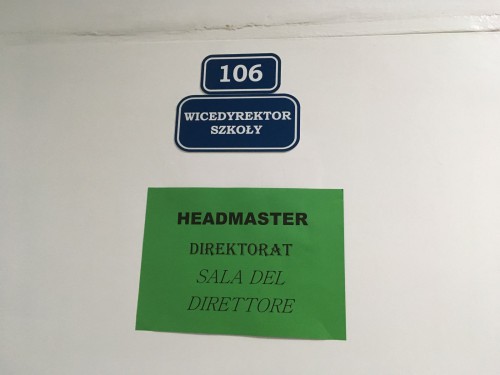 106
WICEDYREKTOR
SZKOŁY
HEADMASTER
DIREKTORAT
SALA DEL
DIRETTORE